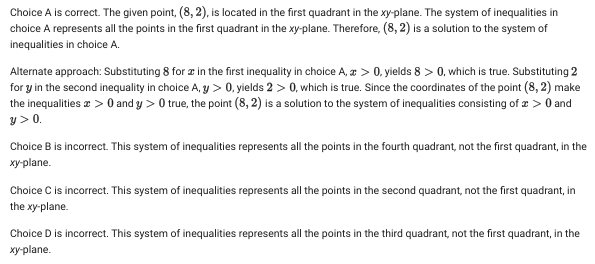 Choice A is correct. The given point, (8, 2), is located in the first quadrant in the xy-plane. The system of inequalities in
choice A represents all the points in the first quadrant in the xy-plane. Therefore, (8, 2) is a solution to the system of
inequalities in choice A.
Alternate approach: Substituting 8 for x in the first inequality in choice A, x > 0, yields 8 > 0, which is true. Substituting 2
for y in the second inequality in choice A, y > 0, yields 2 > 0, which is true. Since the coordinates of the point (8, 2) make
the inequalities x > 0 and y > 0 true, the point (8, 2) is a solution to the system of inequalities consisting of x > 0 and
y > 0.
Choice B is incorrect. This system of inequalities represents all the points in the fourth quadrant, not the first quadrant, in the
xy-plane.
Choice C is incorrect. This system of inequalities represents all the points in the second quadrant, not the first quadrant, in
the xy-plane.
Choice D is incorrect. This system of inequalities represents all the points in the third quadrant, not the first quadrant, in the
xy-plane.